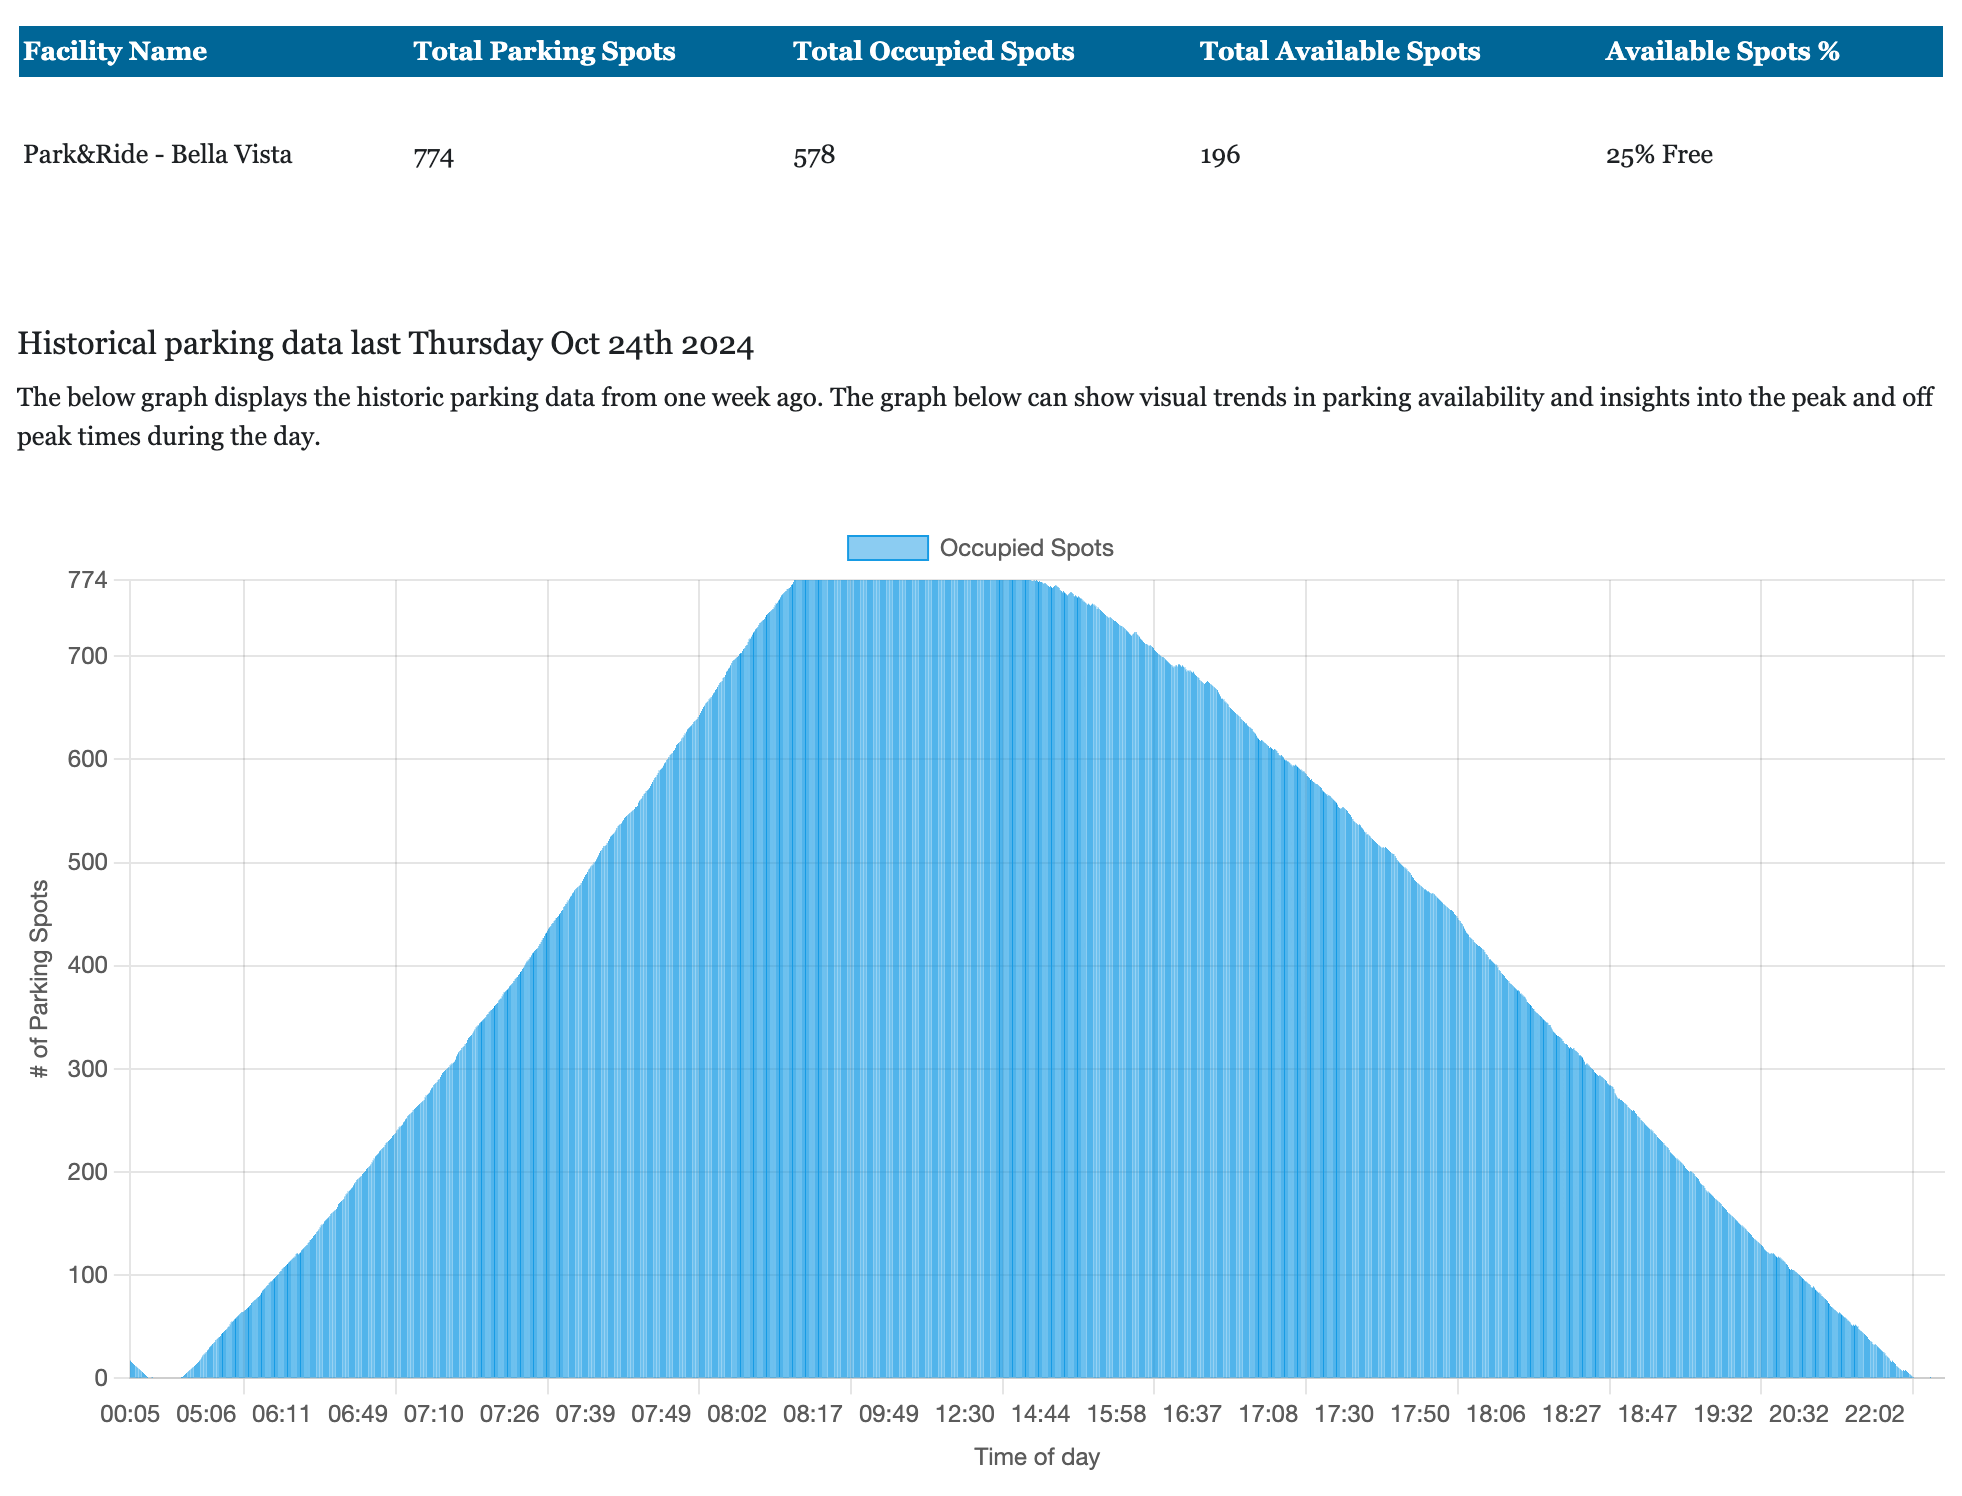 Facility Name Total Parking Spots Total Occupied Spots Total Available Spots Available Spots %
Park&Ride - Bella Vista 774 578 196 25% Free
Historical parking data last Thursday Oct 24th 2024
The below graph displays the historic parking data from one week ago. The graph below can show visual trends in parking availability and insights into the peak and off
peak times during the day.
Occupied Spots
774
700
600
500
400
300
200
100
0
# of Parking Spots
00:05 05:06 06:11 06:49 07:10 07:26 07:39 07:49 08:02 08:17 09:49 12:30 14:44 15:58 16:37 17:08 17:30 17:50 18:06 18:27 18:47 19:32 20:32 22:02
Time of day